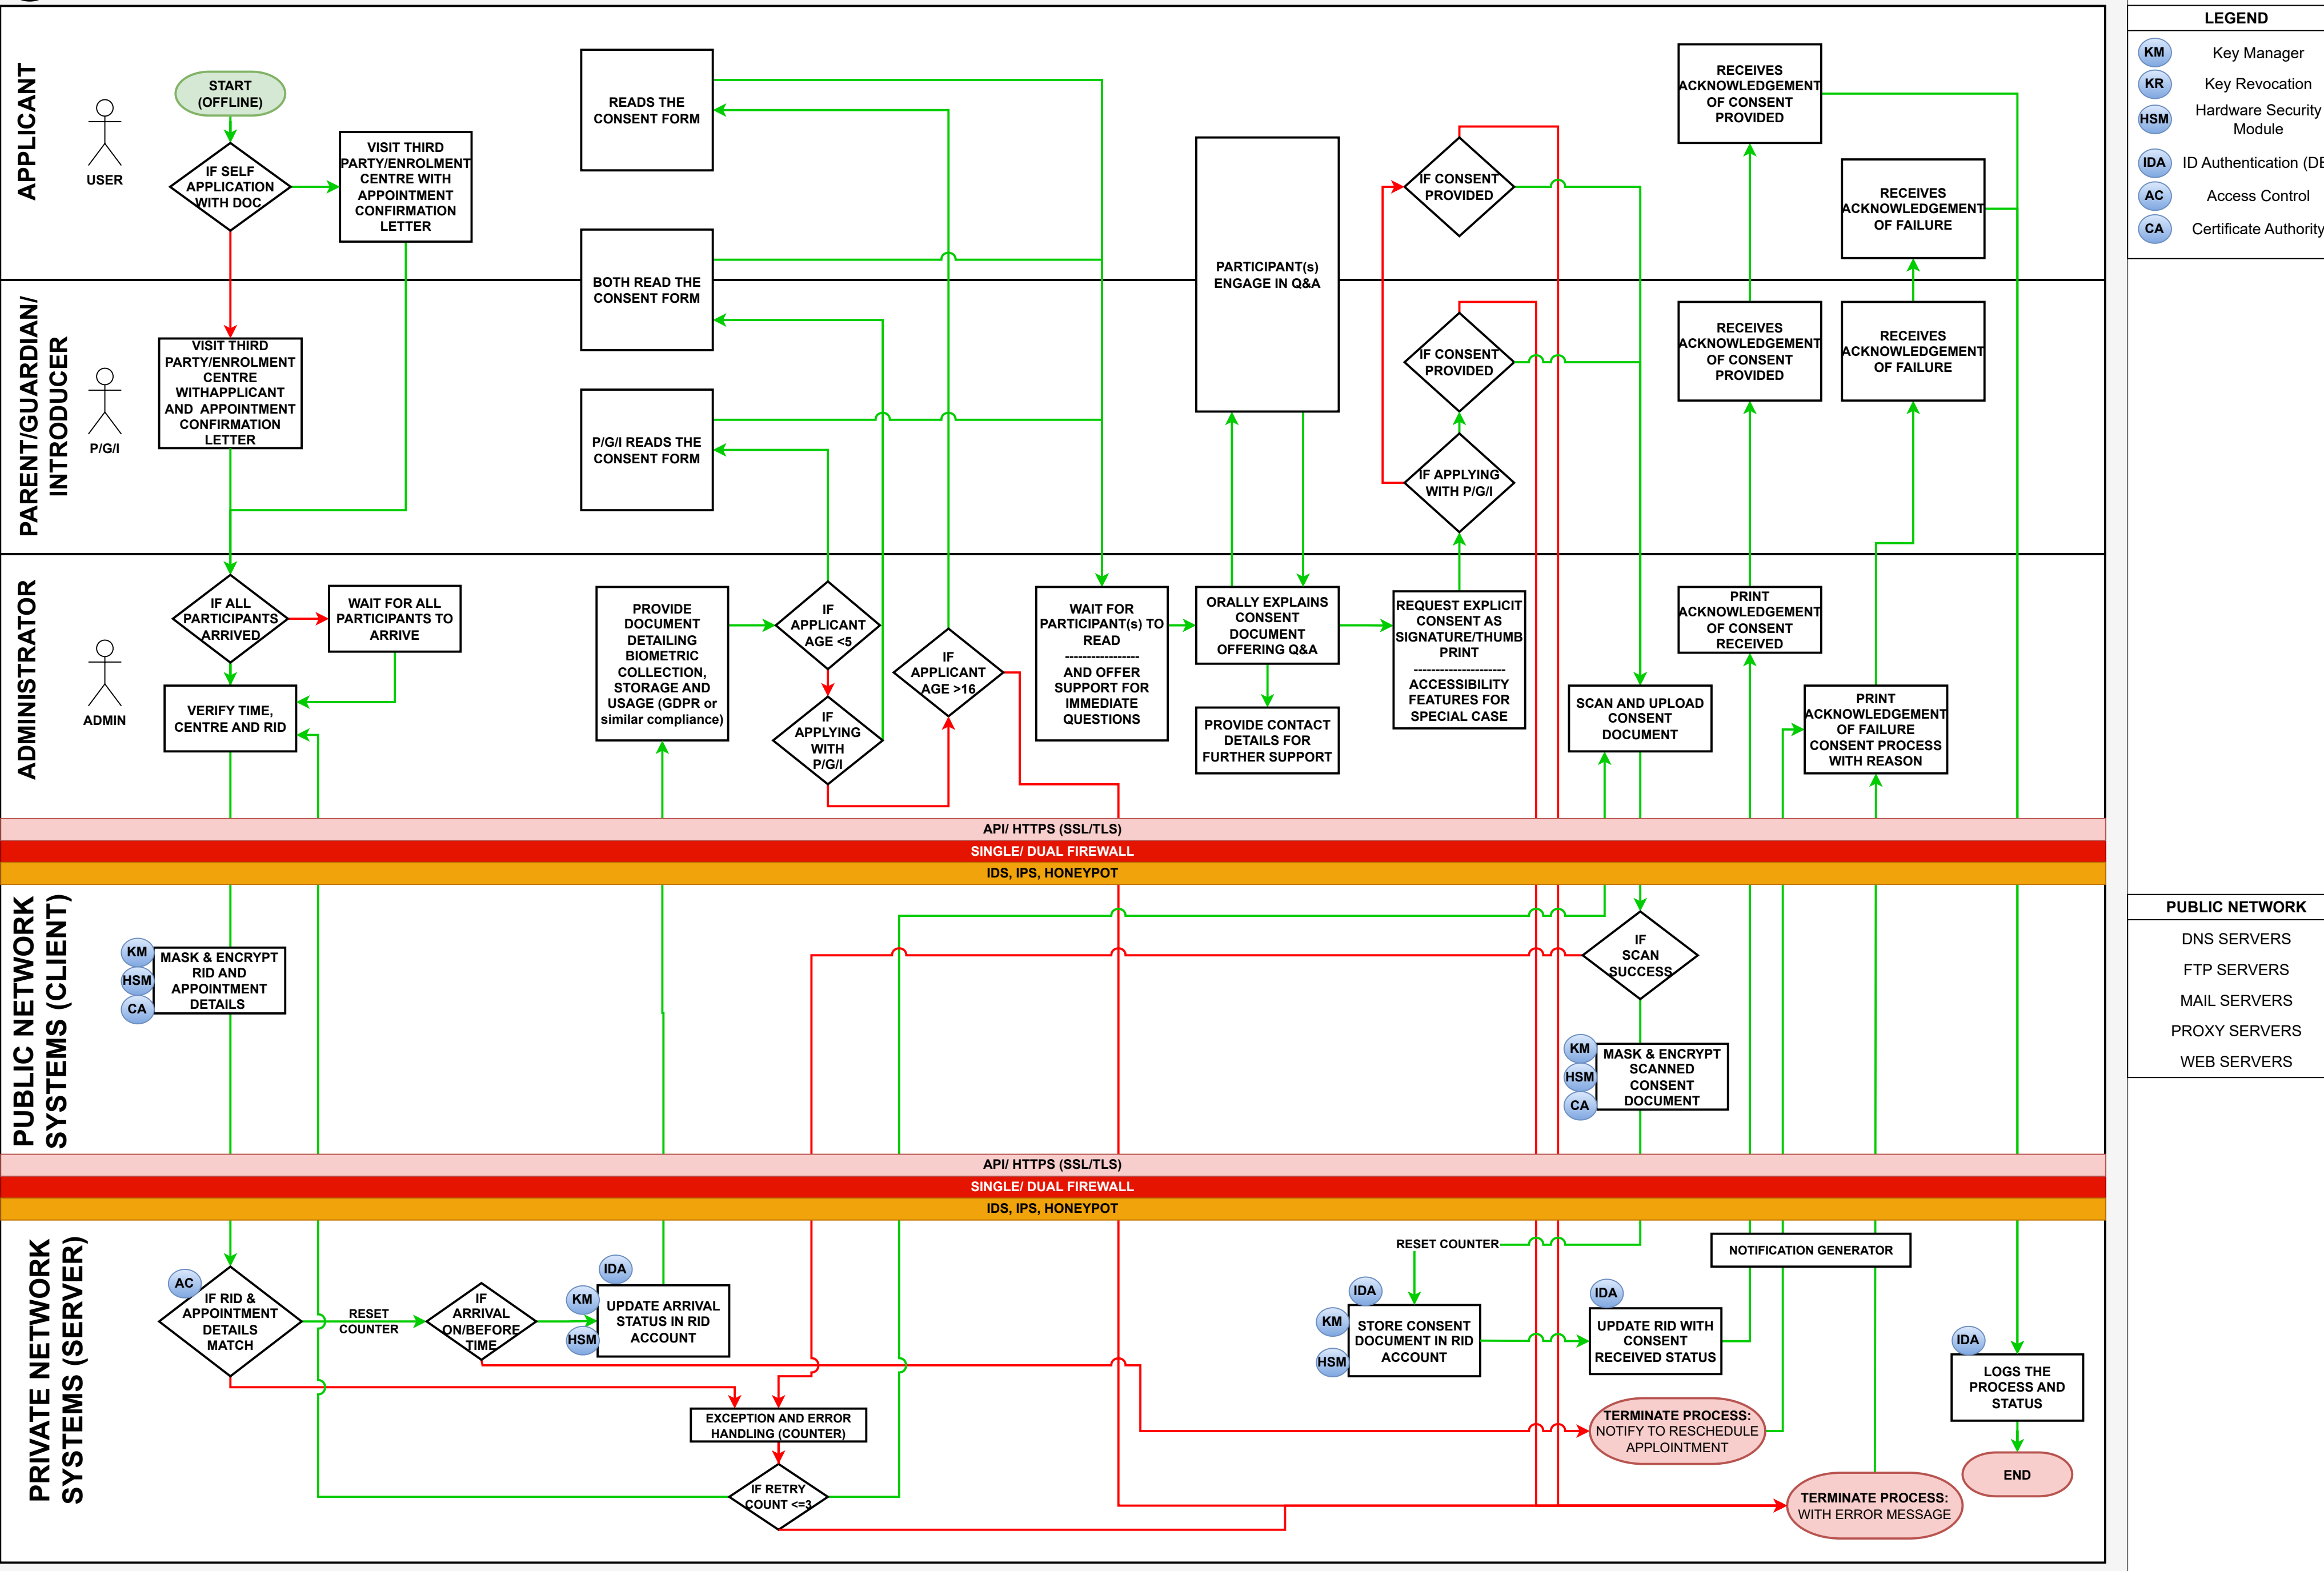 APPLICANT
USER
START
(OFFLINE)
IF SELF
APPLICATION
WITH DOC
VISIT THIRD
PARTY/ENROLMENT
CENTRE WITH
APPOINTMENT
CONFIRMATION
LETTER
READS THE
CONSENT FORM
BOTH READ THE
CONSENT FORM
PARTICIPANT(s)
ENGAGE IN Q&A
IF CONSENT
PROVIDED
RECEIVES
ACKNOWLEDGEMENT
OF CONSENT
PROVIDED
RECEIVES
ACKNOWLEDGEMENT
OF FAILURE
PARENT/GUARDIAN/
INTRODUCER
P/G/I
VISIT THIRD
PARTY/ENROLMENT
CENTRE
WITHAPPLICANT
AND APPOINTMENT
CONFIRMATION
LETTER
P/G/I READS THE
CONSENT FORM
IF CONSENT
PROVIDED
IF APPLYING
WITH P/G/I
RECEIVES
ACKNOWLEDGEMENT
OF CONSENT
PROVIDED
RECEIVES
ACKNOWLEDGEMENT
OF FAILURE
ADMINISTRATOR
ADMIN
IF ALL
PARTICIPANTS
ARRIVED
WAIT FOR ALL
PARTICIPANTS TO
ARRIVE
VERIFY TIME,
CENTRE AND RID
PROVIDE
DOCUMENT
DETAILING
BIOMETRIC
COLLECTION,
STORAGE AND
USAGE (GDPR or
similar compliance)
IF
APPLICANT
AGE <5
IF
APPLYING
WITH
P/G/I
IF
APPLICANT
AGE >16
WAIT FOR
PARTICIPANT(s) TO
READ
-----------------
AND OFFER
SUPPORT FOR
IMMEDIATE
QUESTIONS
ORALLY EXPLAINS
CONSENT
DOCUMENT
OFFERING Q&A
PROVIDE CONTACT
DETAILS FOR
FURTHER SUPPORT
REQUEST EXPLICIT
CONSENT AS
SIGNATURE/THUMB
PRINT
---------------------
ACCESSIBILITY
FEATURES FOR
SPECIAL CASE
SCAN AND UPLOAD
CONSENT
DOCUMENT
PRINT
ACKNOWLEDGEMENT
OF CONSENT
RECEIVED
PRINT
ACKNOWLEDGEMENT
OF FAILURE
CONSENT PROCESS
WITH REASON
API/ HTTPS (SSL/TLS)
SINGLE/ DUAL FIREWALL
IDS, IPS, HONEYPOT
PUBLIC NETWORK
SYSTEMS (CLIENT)
KM
HSM
CA
MASK & ENCRYPT
RID AND
APPOINTMENT
DETAILS
IF
SCAN
SUCCESS
KM
HSM
CA
MASK & ENCRYPT
SCANNED
CONSENT
DOCUMENT
API/ HTTPS (SSL/TLS)
SINGLE/ DUAL FIREWALL
IDS, IPS, HONEYPOT
PRIVATE NETWORK
SYSTEMS (SERVER)
AC
IF RID &
APPOINTMENT
DETAILS
MATCH
RESET
COUNTER
IF
ARRIVAL
ON/BEFORE
TIME
IDA
KM
HSM
UPDATE ARRIVAL
STATUS IN RID
ACCOUNT
EXCEPTION AND ERROR
HANDLING (COUNTER)
IF RETRY
COUNT <=3
RESET COUNTER
IDA
KM
HSM
STORE CONSENT
DOCUMENT IN RID
ACCOUNT
IDA
UPDATE RID WITH
CONSENT
RECEIVED STATUS
NOTIFICATION GENERATOR
TERMINATE PROCESS:
NOTIFY TO RESCHEDULE
APPLOINTMENT
TERMINATE PROCESS:
WITH ERROR MESSAGE
IDA
LOGS THE
PROCESS AND
STATUS
END
LEGEND
KM Key Manager
KR Key Revocation
HSM Hardware Security
Module
IDA ID Authentication (DE
AC Access Control
CA Certificate Authority
PUBLIC NETWORK
DNS SERVERS
FTP SERVERS
MAIL SERVERS
PROXY SERVERS
WEB SERVERS